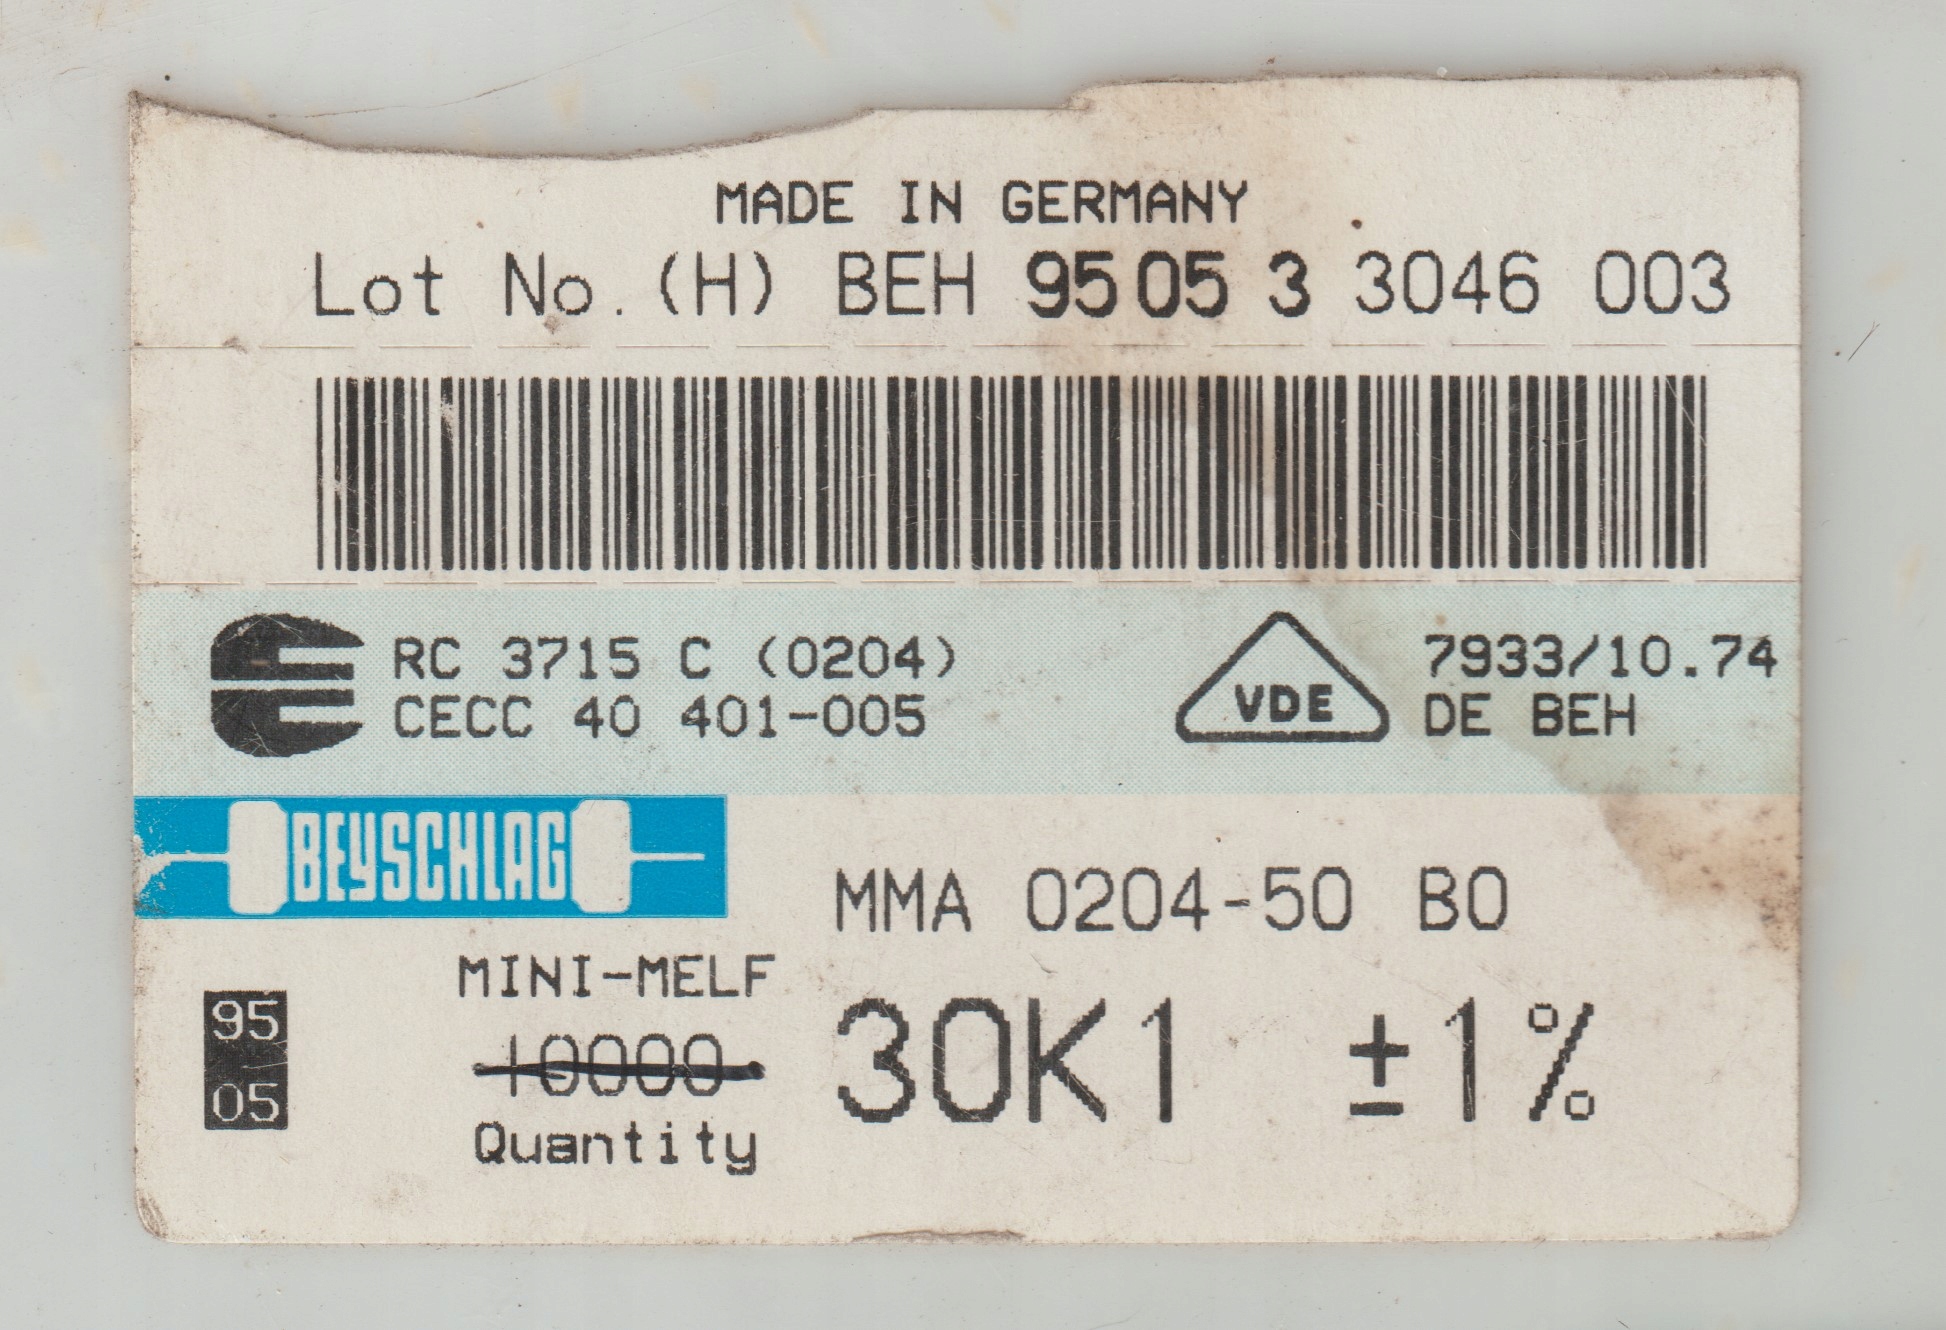 MADE IN GERMANY
Lot No. (H) BEH 95 05 3 3046 003
RC 3715 C (0204)
CECC 40 401-005
VDE
7933/10.74
DE BEH
BEYSCHLAG
MMA 0204-50 B0
MINI-MELF
95
05
10000
Quantity
30K1 ±1%